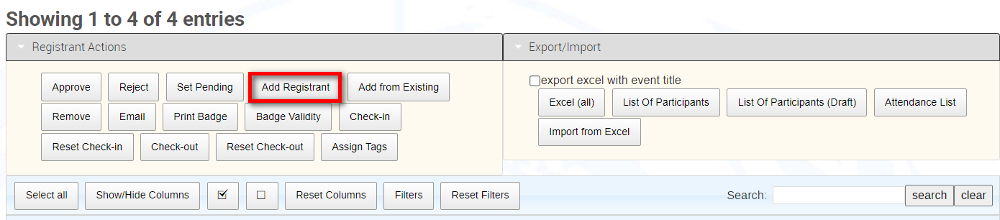 Showing 1 to 4 of 4 entries
Registrant Actions
Approve Reject Set Pending Add Registrant Add from Existing
Remove Email Print Badge Badge Validity Check-in
Reset Check-in Check-out Reset Check-out Assign Tags
Export/Import
export excel with event title
Excel (all) List Of Participants List Of Participants (Draft) Attendance List
Import from Excel
Select all Show/Hide Columns Reset Columns Filters Reset Filters Search: search clear